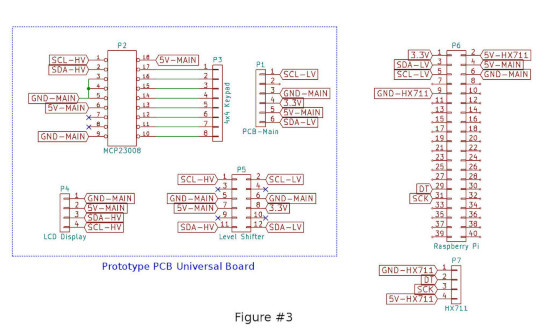 P2
SCL-HV 1 18 5V-MAIN
SDA-HV 2 17
3 16
4 15
GND-MAIN 5 14
5V-MAIN 6 13
7 12
8 11
GND-MAIN 9 10
MCP23008
P3
1
2
3
4
5
6
7
8
4x4 Keypad
P1
1 SCL-LV
2
3 GND-MAIN
4 3.3V
5 5V-MAIN
6 SDA-LV
PCB-Main
P4
1 GND-MAIN
2 5V-MAIN
3 SDA-HV
4 SCL-HV
LCD Display
P5
SCL-HV 1 2 SCL-LV
3 4
GND-MAIN 5 6 GND-MAIN
5V-MAIN 7 8 3.3V
9 10
SDA-HV 11 12 SDA-LV
Level Shifter
Prototype PCB Universal Board
P6
3.3V 1 2 5V-HX711
SDA-LV 3 4 5V-MAIN
SCL-LV 5 6 GND-MAIN
7 8
GND-HX711 9 10
11 12
13 14
15 16
17 18
19 20
21 22
23 24
25 26
27 28
DT 29 30
SCK 31 32
33 34
35 36
37 38
39 40
Raspberry Pi
P7
GND-HX711 1
DT 2
SCK 3
5V-HX711 4
HX711
Figure #3